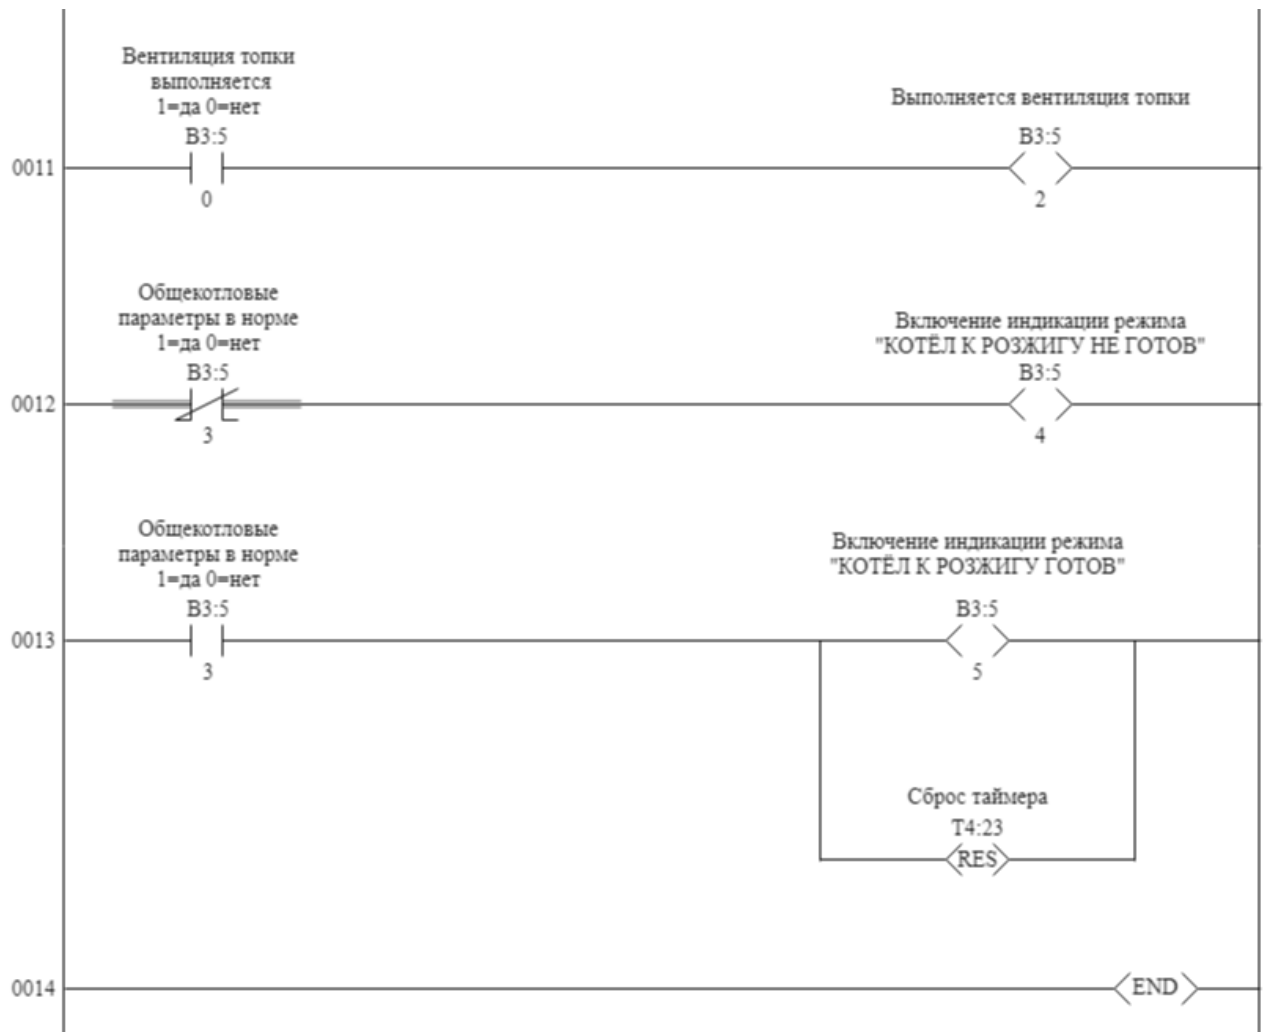 Вентиляция топки
выполняется
1=да 0=нет
B3:5
Выполняется вентиляция топки
B3:5
0011
0
2
Общекотловые
параметры в норме
1=да 0=нет
B3:5
Включение индикации режима
"КОТЁЛ К РОЗЖИГУ НЕ ГОТОВ"
B3:5
0012
3
4
Общекотловые
параметры в норме
1=да 0=нет
B3:5
Включение индикации режима
"КОТЁЛ К РОЗЖИГУ ГОТОВ"
B3:5
0013
3
5
Сброс таймера
T4:23
RES
0014
END